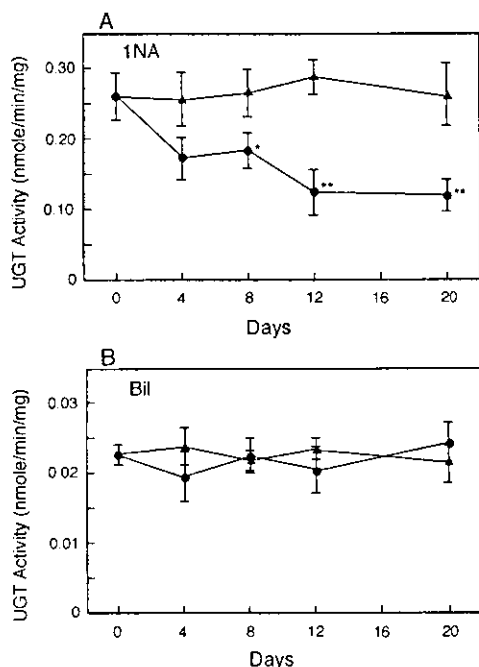 A
1NA
UGT Activity (nmole/min/mg)
0.30
0.20
0.10
0
*
**
**
0 4 8 12 16 20
Days
B
Bil
UGT Activity (nmole/min/mg)
0.03
0.02
0.01
0
0 4 8 12 16 20
Days